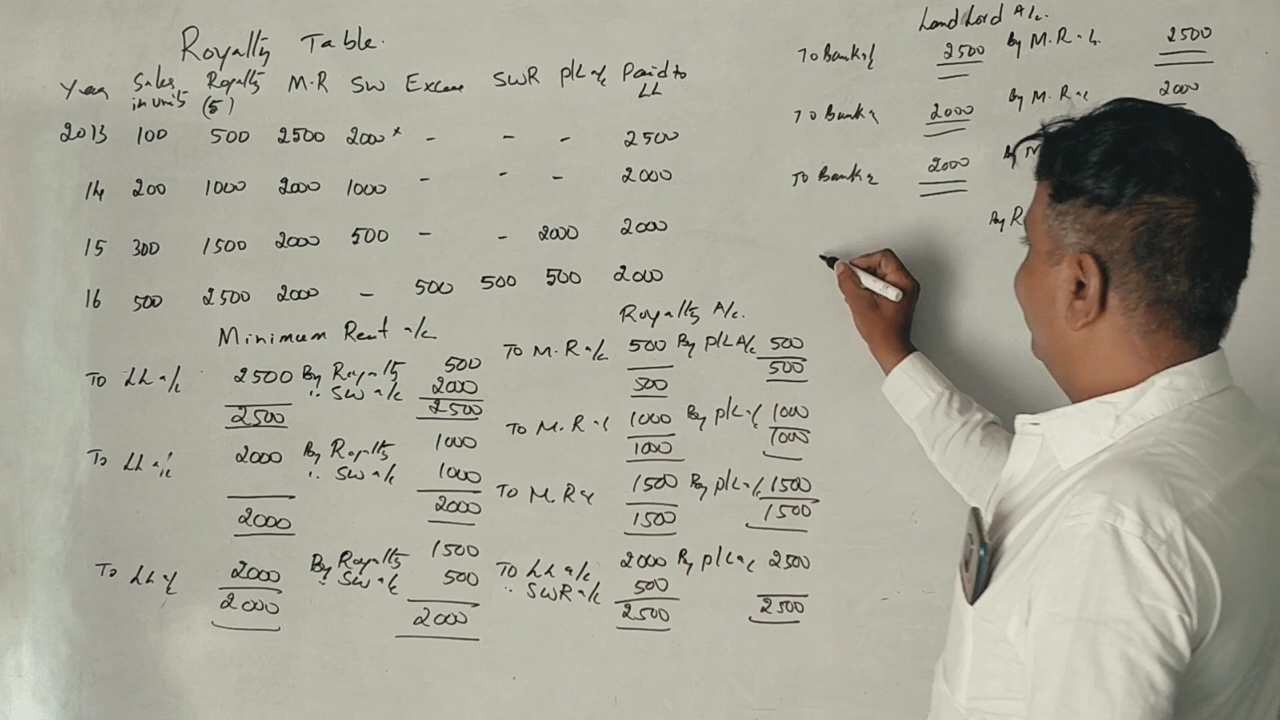 Royalty Table.
Year Sales in units Royalty (5) M.R SW Excess SWR P/L a/c Paid to LL
2013 100 500 2500 2000 * - - - 2500
14 200 1000 2000 1000 - - - 2000
15 300 1500 2000 500 - - 2000 2000
16 500 2500 2000 - 500 500 500 2000
Minimum Rent a/c
To LL a/c 2500 By Royalty 500
" SW a/c 2000
2500 2500
To LL a/c 2000 By Royalty 1000
" SW a/c 1000
2000 2000
To LL a/c 2000 By Royalty 1500
" SW a/c 500
2000 2000
Royalty A/c.
To M.R a/c 500 By P/L A/c 500
500 500
To M.R a/c 1000 By P/L a/c 1000
1000 1000
To M.R a/c 1500 By P/L a/c 1500
1500 1500
To LL a/c 2000 By P/L a/c 2500
" SWR a/c 500
2500 2500
Land Lord A/c.
To Bank a/c 2500 By M.R a/c. 2500
To Bank a/c 2000 By M.R a/c 2000
To Bank a/c 2000 By
By